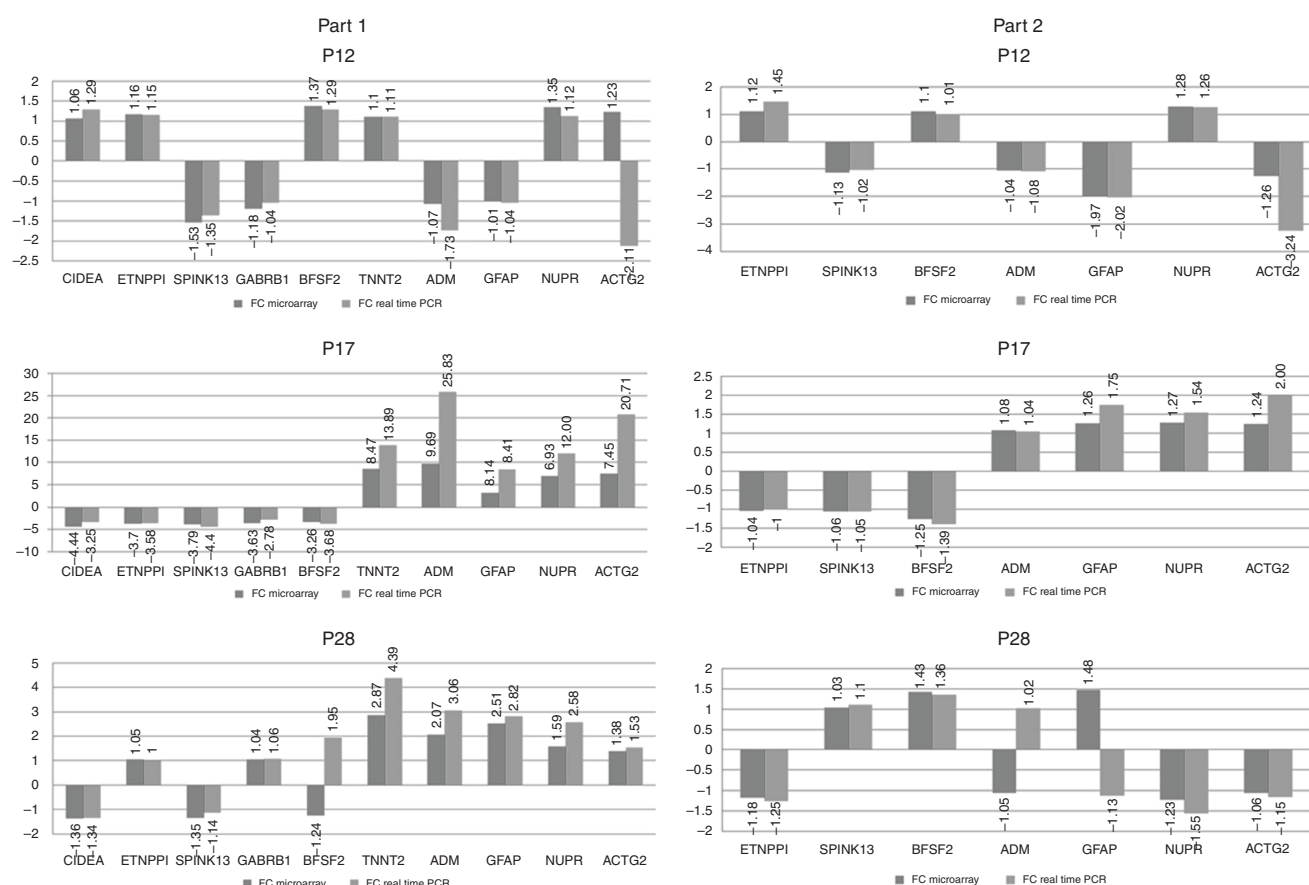 Part 1
P12
2
1.5
1
0.5
0
−0.5
−1
−1.5
−2
−2.5
1.06 1.29 1.16 1.15 −1.53 −1.35 −1.18 −1.04 1.37 1.29 1.1 1.11 −1.07 −1.73 −1.01 −1.04 1.35 1.12 1.23 −2.11
CIDEA ETNPPI SPINK13 GABRB1 BFSF2 TNNT2 ADM GFAP NUPR ACTG2
FC microarray FC real time PCR
P17
30
25
20
15
10
5
0
−5
−10
−4.44 −3.25 −3.7 −3.58 −3.79 −4.4 −3.63 −2.78 −3.26 −3.68 8.47 13.89 9.69 25.83 8.14 8.41 6.93 12.00 7.45 20.71
CIDEA ETNPPI SPINK13 GABRB1 BFSF2 TNNT2 ADM GFAP NUPR ACTG2
FC microarray FC real time PCR
P28
5
4
3
2
1
0
−1
−2
−1.36 −1.34 1.05 1 −1.35 −1.14 1.04 1.06 −1.24 1.95 2.87 4.39 2.07 3.06 2.51 2.82 1.59 2.58 1.38 1.53
CIDEA ETNPPI SPINK13 GABRB1 BFSF2 TNNT2 ADM GFAP NUPR ACTG2
FC microarray FC real time PCR
Part 2
P12
2
1
0
−1
−2
−3
−4
1.12 1.45 −1.13 −1.02 1.1 1.01 −1.04 −1.08 −1.97 −2.02 1.28 1.26 −1.26 −3.24
ETNPPI SPINK13 BFSF2 ADM GFAP NUPR ACTG2
FC microarray FC real time PCR
P17
2.5
2
1.5
1
0.5
0
−0.5
−1
−1.5
−2
−1.04 −1 −1.06 −1.05 −1.25 −1.39 1.08 1.04 1.26 1.75 1.27 1.54 1.24 2.00
ETNPPI SPINK13 BFSF2 ADM GFAP NUPR ACTG2
FC microarray FC real time PCR
P28
2
1.5
1
0.5
0
−0.5
−1
−1.5
−2
−1.18 −1.25 1.03 1.1 1.43 1.36 −1.05 1.02 1.48 −1.13 −1.23 −1.55 −1.06 −1.15
ETNPPI SPINK13 BFSF2 ADM GFAP NUPR ACTG2
FC microarray FC real time PCR